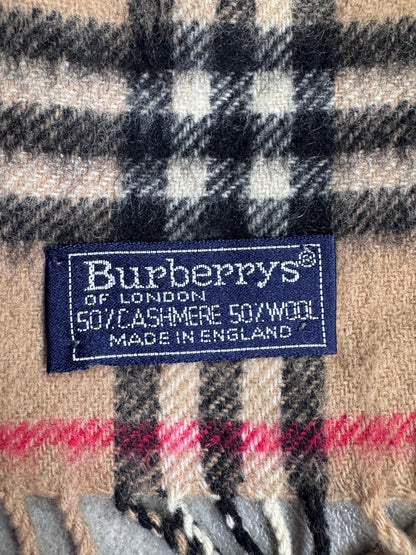 Burberrys®
OF LONDON
50% CASHMERE 50% WOOL
MADE IN ENGLAND